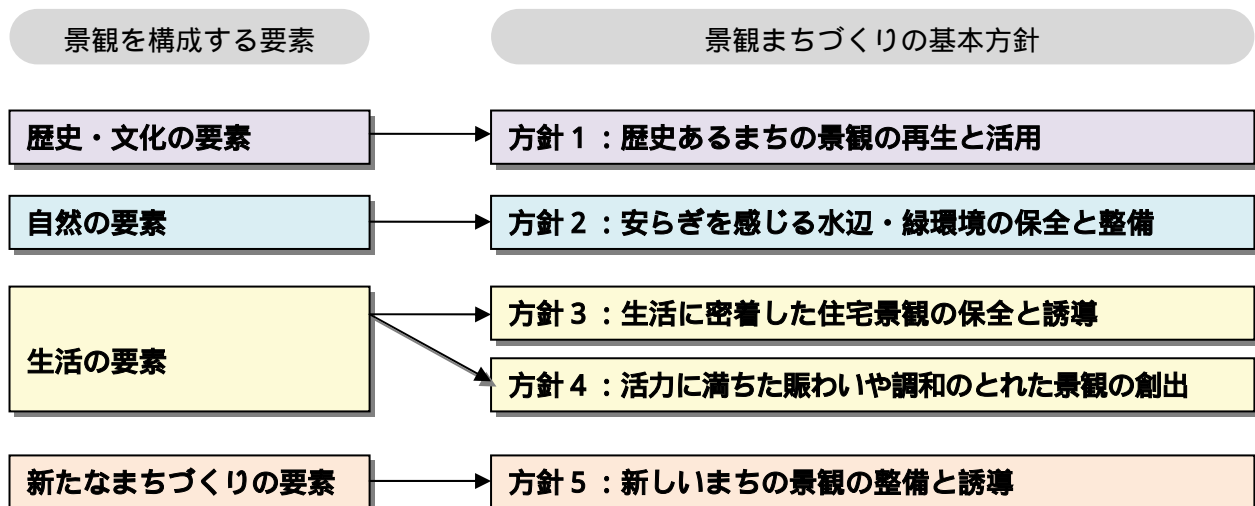 景観を構成する要素
景観まちづくりの基本方針
歴史・文化の要素
方針1：歴史あるまちの景観の再生と活用
自然の要素
方針2：安らぎを感じる水辺・緑環境の保全と整備
生活の要素
方針3：生活に密着した住宅景観の保全と誘導
方針4：活力に満ちた賑わいや調和のとれた景観の創出
新たなまちづくりの要素
方針5：新しいまちの景観の整備と誘導